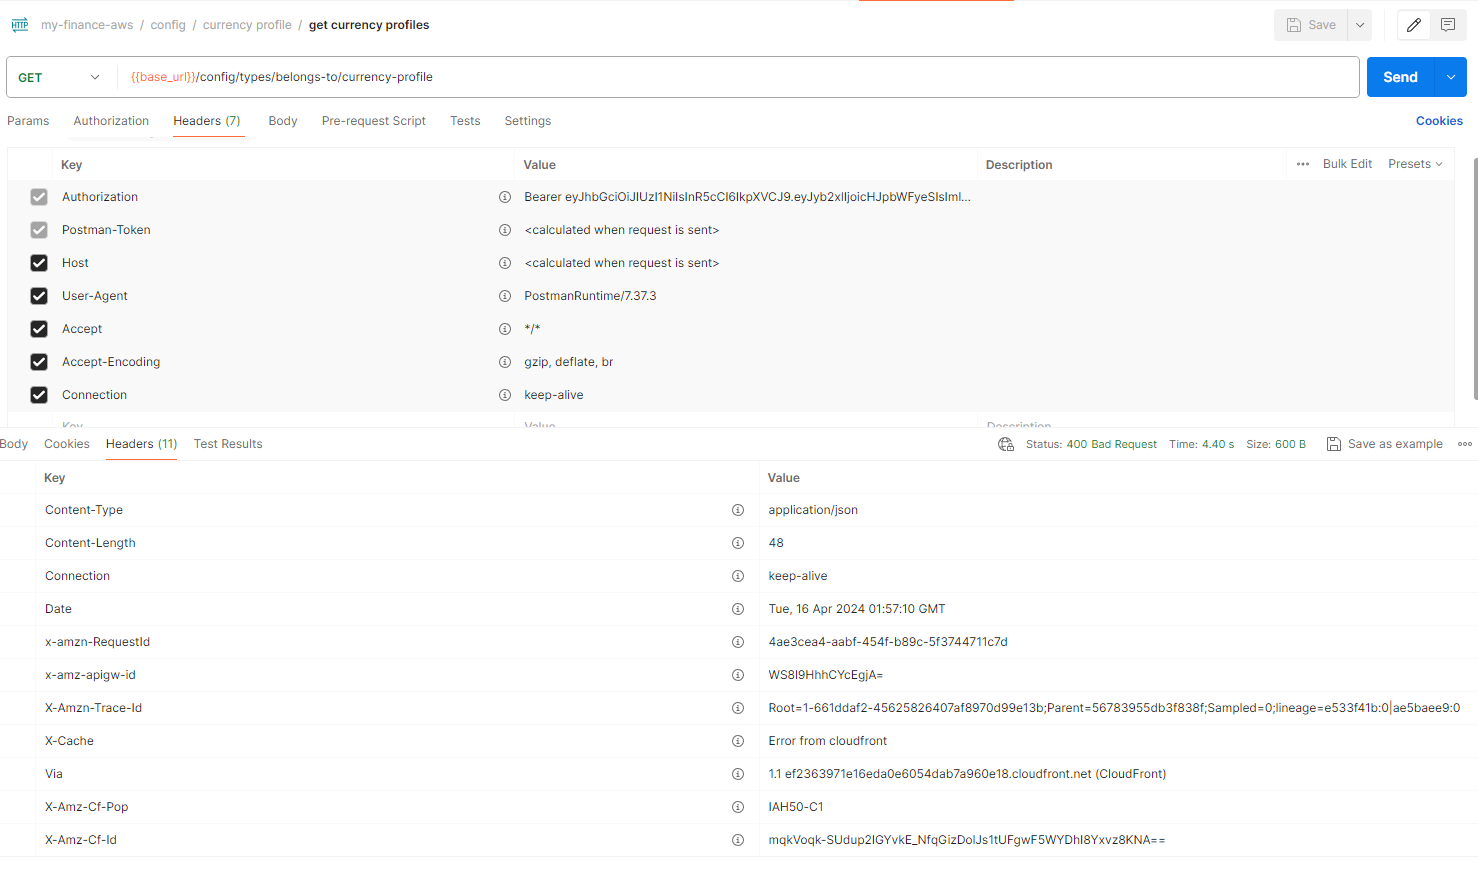 HTTP my-finance-aws / config / currency profile / get currency profiles Save
GET {{base_url}}/config/types/belongs-to/currency-profile Send
Params Authorization Headers (7) Body Pre-request Script Tests Settings Cookies
Key Value Description Bulk Edit Presets
Authorization Bearer eyJhbGciOiJIUzI1NiIsInR5cCI6IkpXVCJ9.eyJyb2xlIjoicHJpbWFyeSIsIml...
Postman-Token <calculated when request is sent>
Host <calculated when request is sent>
User-Agent PostmanRuntime/7.37.3
Accept */*
Accept-Encoding gzip, deflate, br
Connection keep-alive
Key Value Description
Body Cookies Headers (11) Test Results Status: 400 Bad Request Time: 4.40 s Size: 600 B Save as example
Key Value
Content-Type application/json
Content-Length 48
Connection keep-alive
Date Tue, 16 Apr 2024 01:57:10 GMT
x-amzn-RequestId 4ae3cea4-aabf-454f-b89c-5f3744711c7d
x-amz-apigw-id WS8I9HhhCYcEgjA=
X-Amzn-Trace-Id Root=1-661ddaf2-45625826407af8970d99e13b;Parent=56783955db3f838f;Sampled=0;lineage=e533f41b:0|ae5baee9:0
X-Cache Error from cloudfront
Via 1.1 ef2363971e16eda0e6054dab7a960e18.cloudfront.net (CloudFront)
X-Amz-Cf-Pop IAH50-C1
X-Amz-Cf-Id mqkVoqk-SUdup2IGYvkE_NfqGizDolJs1tUFgwF5WYDhI8Yxvz8KNA==